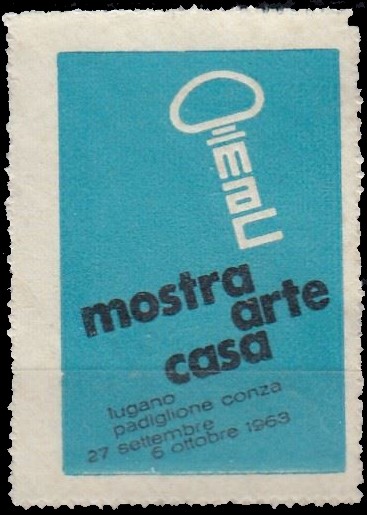 mac
mostra
arte
casa
lugano
padiglione conza
27 settembre
6 ottobre 1963